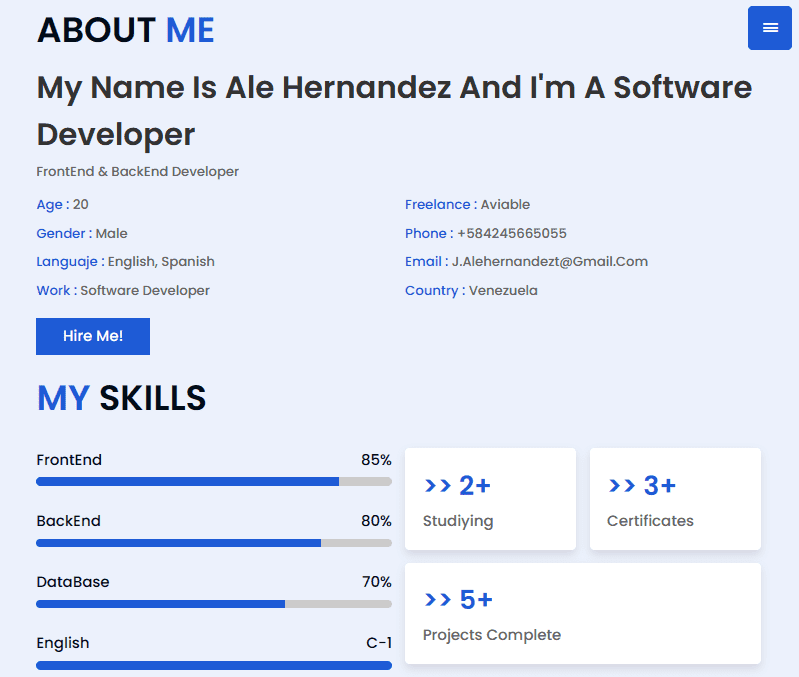 ABOUT ME
My Name Is Ale Hernandez And I'm A Software
Developer
FrontEnd & BackEnd Developer
Age : 20
Gender : Male
Languaje : English, Spanish
Work : Software Developer
Freelance : Aviable
Phone : +584245665055
Email : J.Alehernandezt@Gmail.Com
Country : Venezuela
Hire Me!
MY SKILLS
FrontEnd 85%
BackEnd 80%
DataBase 70%
English C-1
>> 2+
Studiying
>> 3+
Certificates
>> 5+
Projects Complete